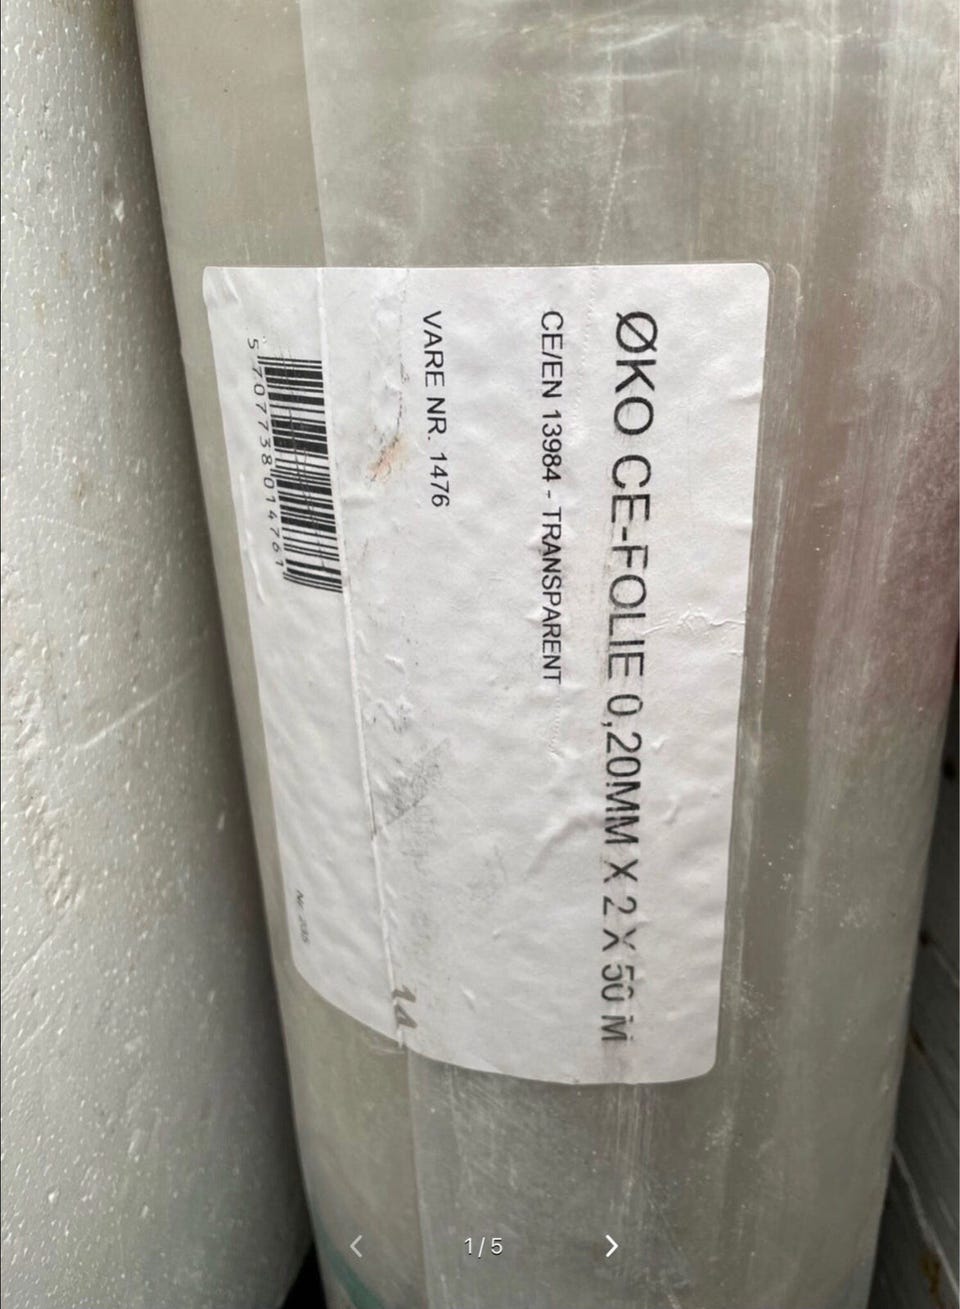 ØKO CE-FOLIE 0,20MM X 2 X 50 M
CE/EN 13984 - TRANSPARENT
VARE NR. 1476
5 707738 014761
1/5